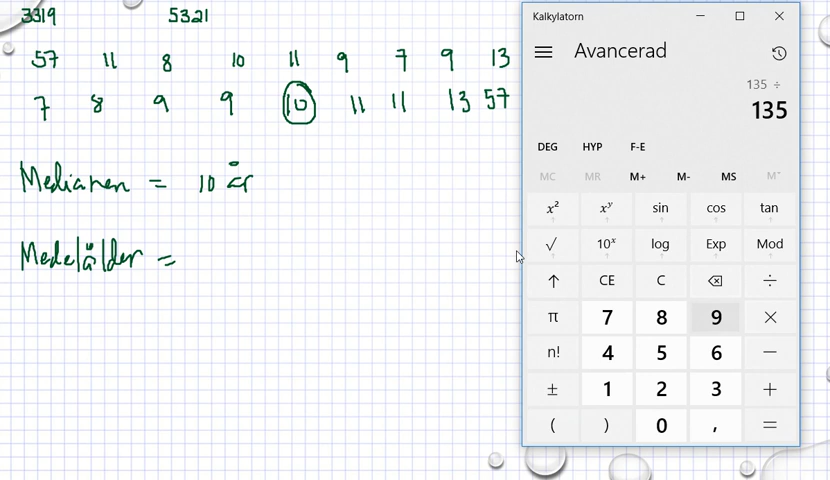 3319 5321
57 11 8 10 11 9 7 9 13
7 8 9 9 10 11 11 13 57
Medianen = 10 år
Medelålder =
Kalkylatorn
Avancerad
135 ÷
135
DEG HYP F-E
MC MR M+ M- MS M˅
x² xʸ sin cos tan
√ 10ˣ log Exp Mod
↑ CE C ⌫ ÷
π 7 8 9 ×
n! 4 5 6 −
± 1 2 3 +
( ) 0 , =